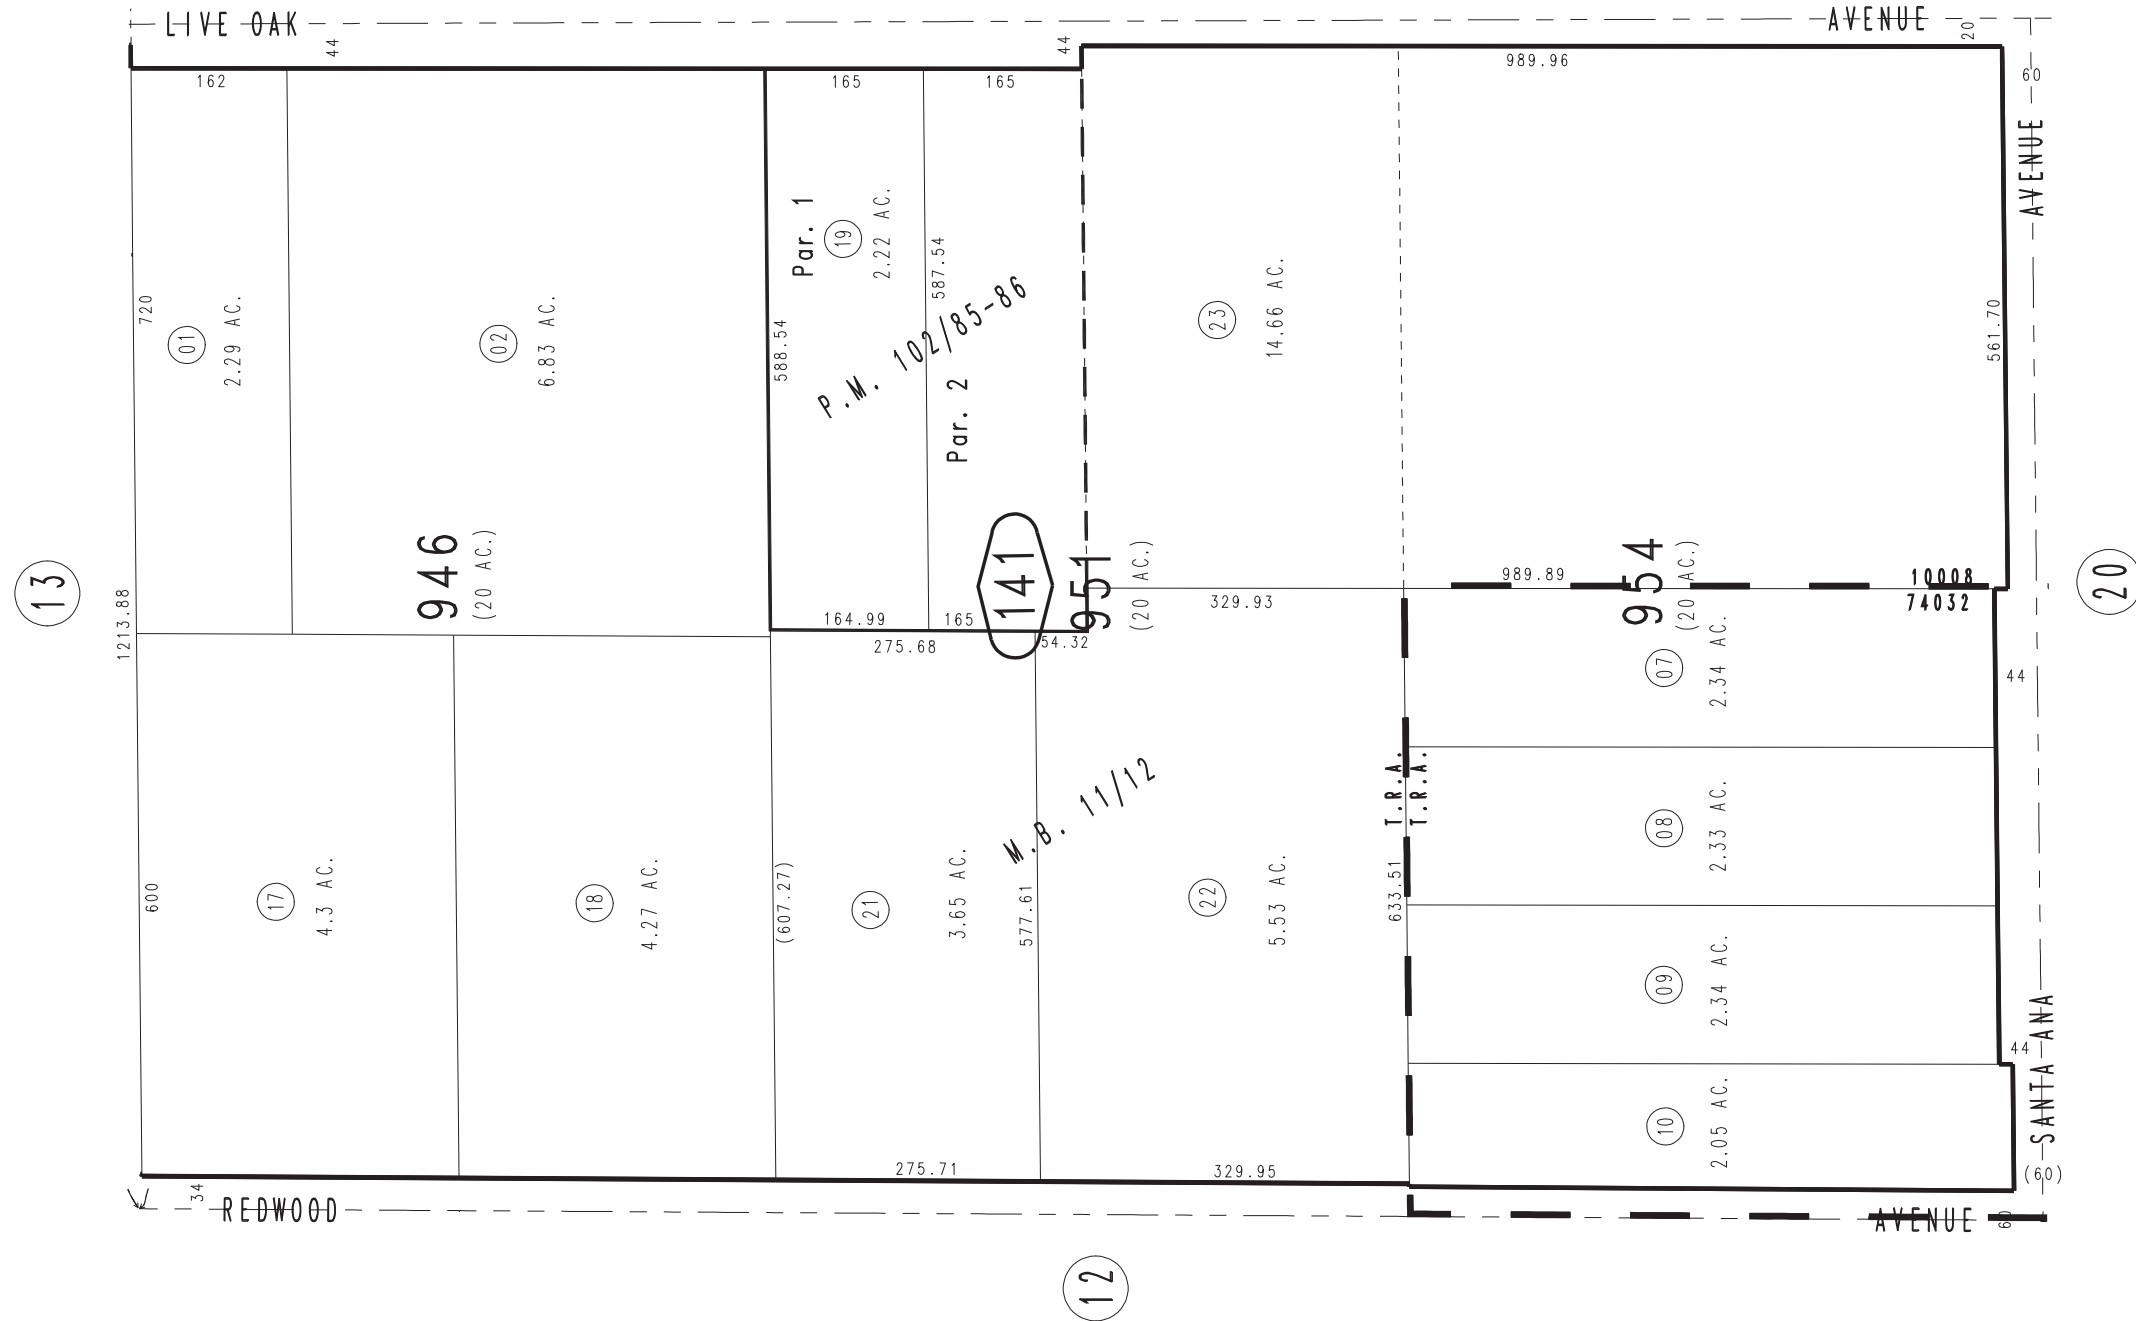 LIVE OAK
AVENUE
44
44
20
989.96
60
162
165
165
AVENUE
720
01
2.29 AC.
02
6.83 AC.
588.54
Par. 1
19
2.22 AC.
587.54
P.M. 102/85-86
Par. 2
23
14.66 AC.
561.70
13
1213.88
946
(20 AC.)
141
951
(20 AC.)
329.93
989.89
954
(20 AC.)
10008
74032
20
164.99
165
275.68
54.32
07
2.34 AC.
44
M.B. 11/12
T.R.A.
T.R.A.
08
2.33 AC.
600
17
4.3 AC.
18
4.27 AC.
(607.27)
21
3.65 AC.
577.61
22
5.53 AC.
633.51
09
2.34 AC.
44
SANTA ANA
10
2.05 AC.
(60)
275.71
329.95
34
REDWOOD
AVENUE
60
12